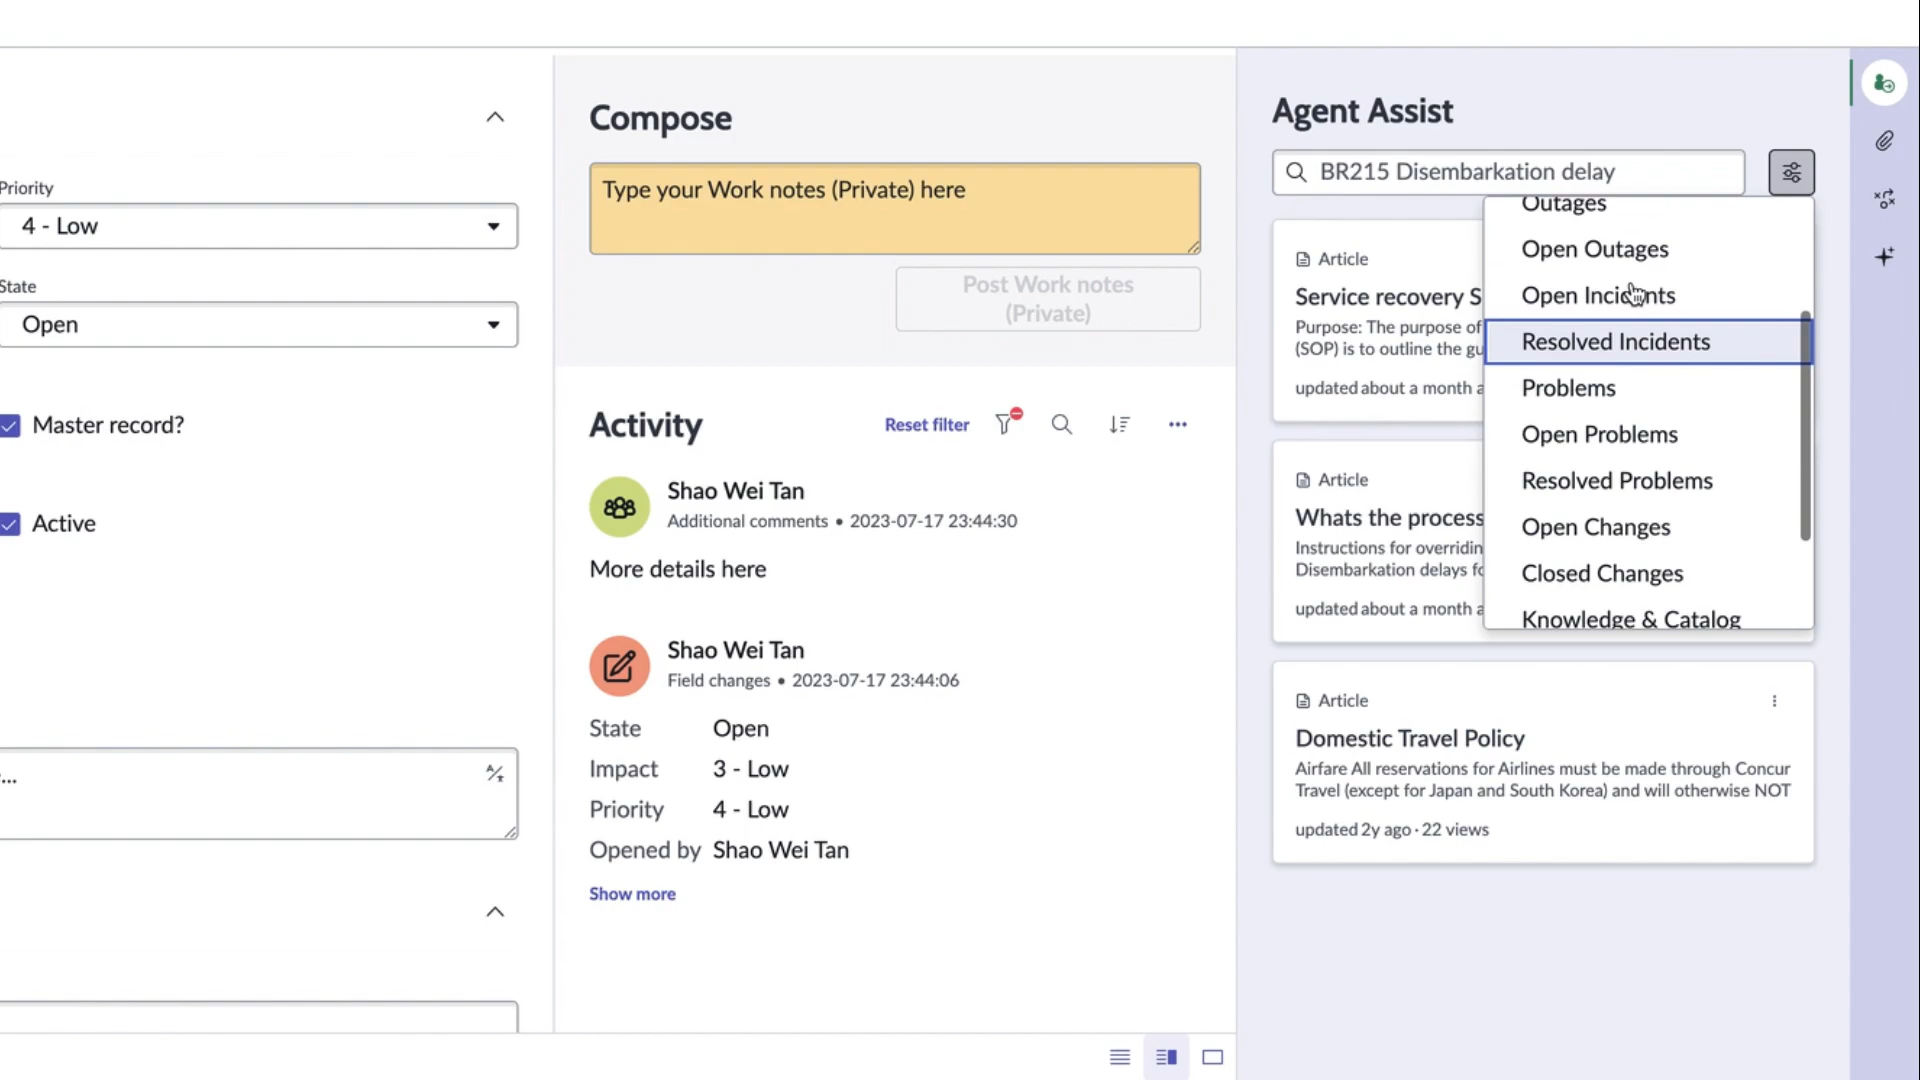 Priority
4 - Low
State
Open
Master record?
Active
...
Compose
Type your Work notes (Private) here
Post Work notes
(Private)
Activity
Reset filter
Shao Wei Tan
Additional comments • 2023-07-17 23:44:30
More details here
Shao Wei Tan
Field changes • 2023-07-17 23:44:06
State Open
Impact 3 - Low
Priority 4 - Low
Opened by Shao Wei Tan
Show more
Agent Assist
BR215 Disembarkation delay
Outages
Open Outages
Open Incidents
Resolved Incidents
Problems
Open Problems
Resolved Problems
Open Changes
Closed Changes
Knowledge & Catalog
Article
Service recovery S
Purpose: The purpose of
(SOP) is to outline the gu
updated about a month a
Article
Whats the process
Instructions for overridin
Disembarkation delays fo
updated about a month a
Article
Domestic Travel Policy
Airfare All reservations for Airlines must be made through Concur
Travel (except for Japan and South Korea) and will otherwise NOT
updated 2y ago · 22 views